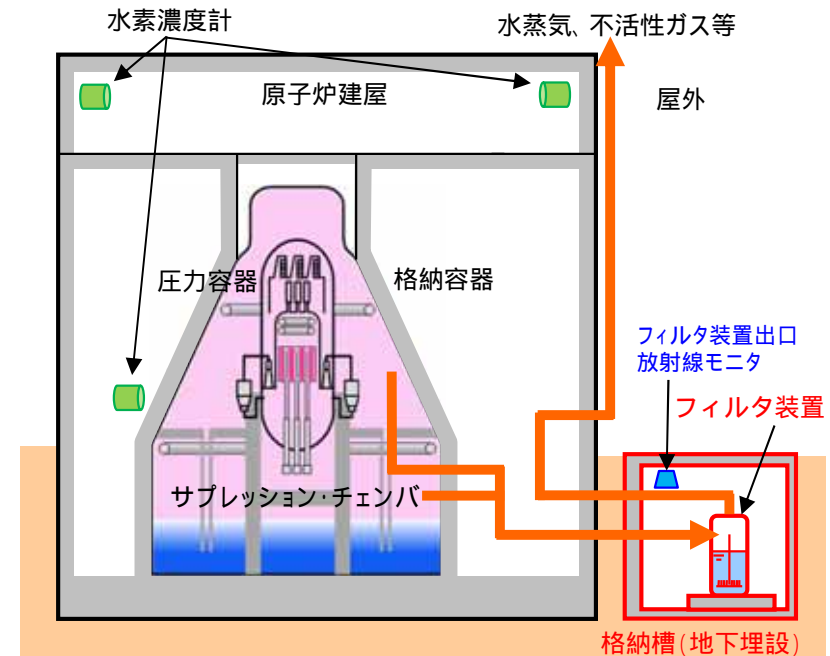 水素濃度計
水蒸気、不活性ガス等
原子炉建屋
屋外
圧力容器
格納容器
フィルタ装置出口
放射線モニタ
フィルタ装置
サプレッション・チェンバ
格納槽(地下埋設)